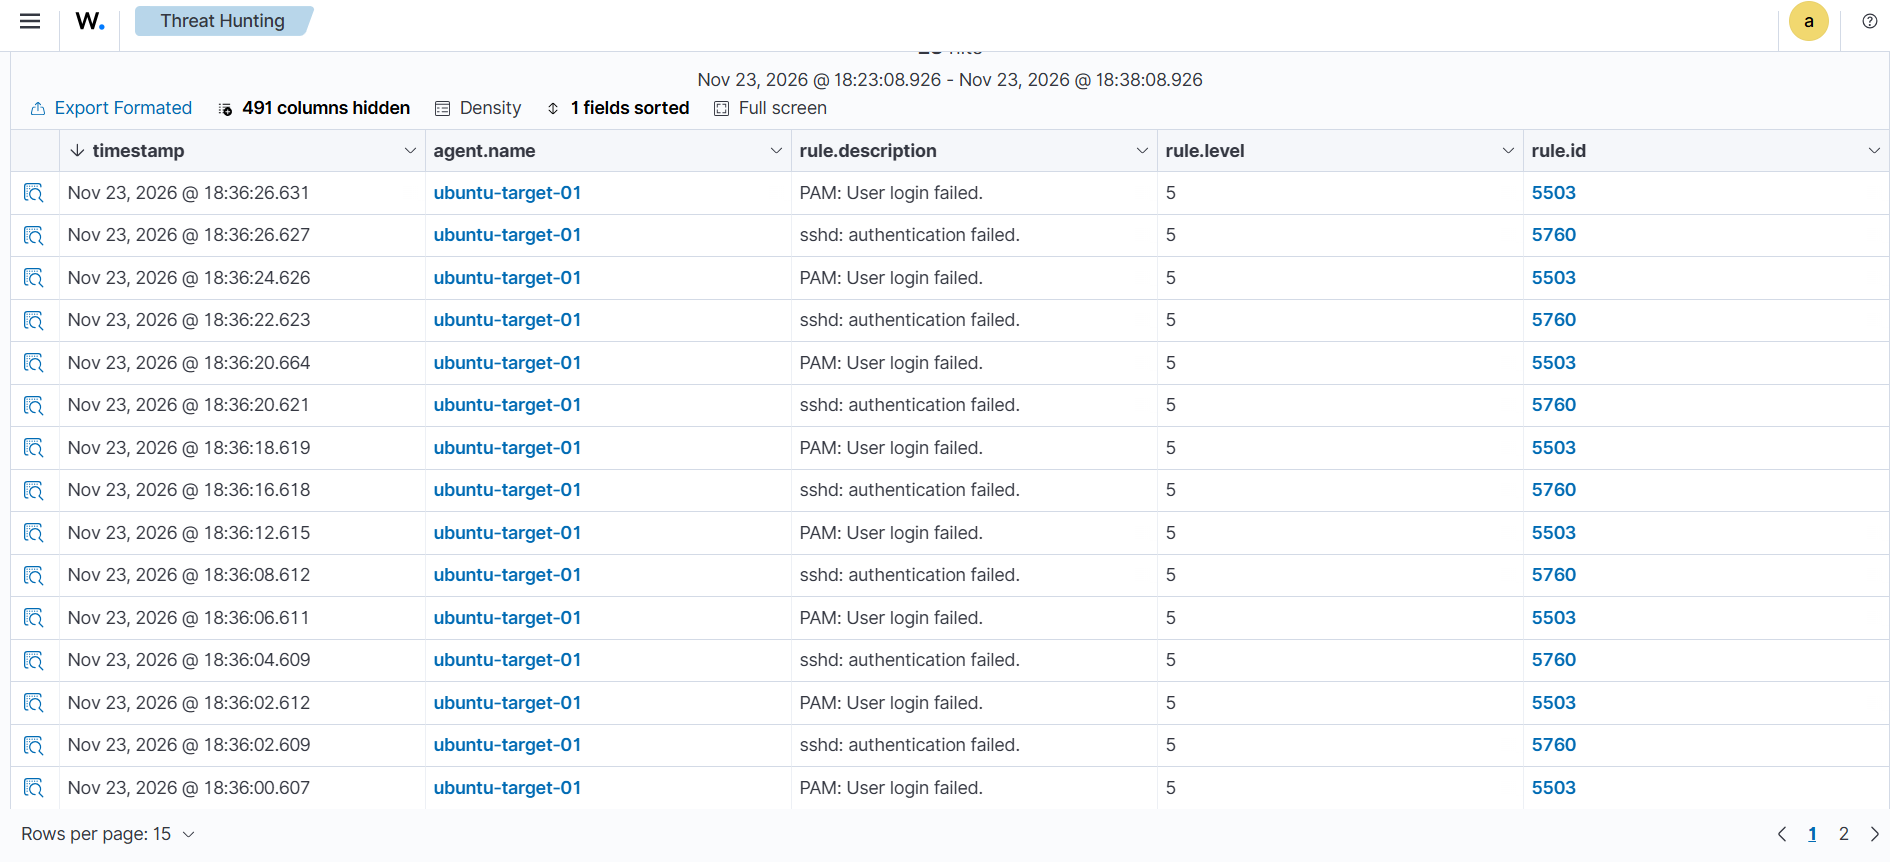 W. Threat Hunting a
Nov 23, 2026 @ 18:23:08.926 - Nov 23, 2026 @ 18:38:08.926
Export Formated 491 columns hidden Density 1 fields sorted Full screen
timestamp agent.name rule.description rule.level rule.id
Nov 23, 2026 @ 18:36:26.631 ubuntu-target-01 PAM: User login failed. 5 5503
Nov 23, 2026 @ 18:36:26.627 ubuntu-target-01 sshd: authentication failed. 5 5760
Nov 23, 2026 @ 18:36:24.626 ubuntu-target-01 PAM: User login failed. 5 5503
Nov 23, 2026 @ 18:36:22.623 ubuntu-target-01 sshd: authentication failed. 5 5760
Nov 23, 2026 @ 18:36:20.664 ubuntu-target-01 PAM: User login failed. 5 5503
Nov 23, 2026 @ 18:36:20.621 ubuntu-target-01 sshd: authentication failed. 5 5760
Nov 23, 2026 @ 18:36:18.619 ubuntu-target-01 PAM: User login failed. 5 5503
Nov 23, 2026 @ 18:36:16.618 ubuntu-target-01 sshd: authentication failed. 5 5760
Nov 23, 2026 @ 18:36:12.615 ubuntu-target-01 PAM: User login failed. 5 5503
Nov 23, 2026 @ 18:36:08.612 ubuntu-target-01 sshd: authentication failed. 5 5760
Nov 23, 2026 @ 18:36:06.611 ubuntu-target-01 PAM: User login failed. 5 5503
Nov 23, 2026 @ 18:36:04.609 ubuntu-target-01 sshd: authentication failed. 5 5760
Nov 23, 2026 @ 18:36:02.612 ubuntu-target-01 PAM: User login failed. 5 5503
Nov 23, 2026 @ 18:36:02.609 ubuntu-target-01 sshd: authentication failed. 5 5760
Nov 23, 2026 @ 18:36:00.607 ubuntu-target-01 PAM: User login failed. 5 5503
Rows per page: 15 1 2